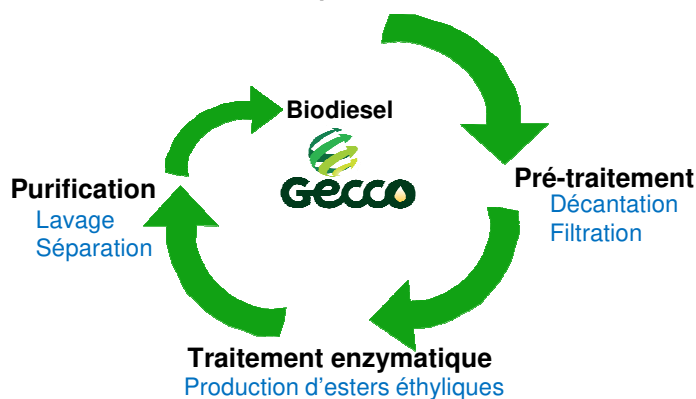 Biodiesel
GECCO
Pré-traitement
Décantation
Filtration
Purification
Lavage
Séparation
Traitement enzymatique
Production d'esters éthyliques